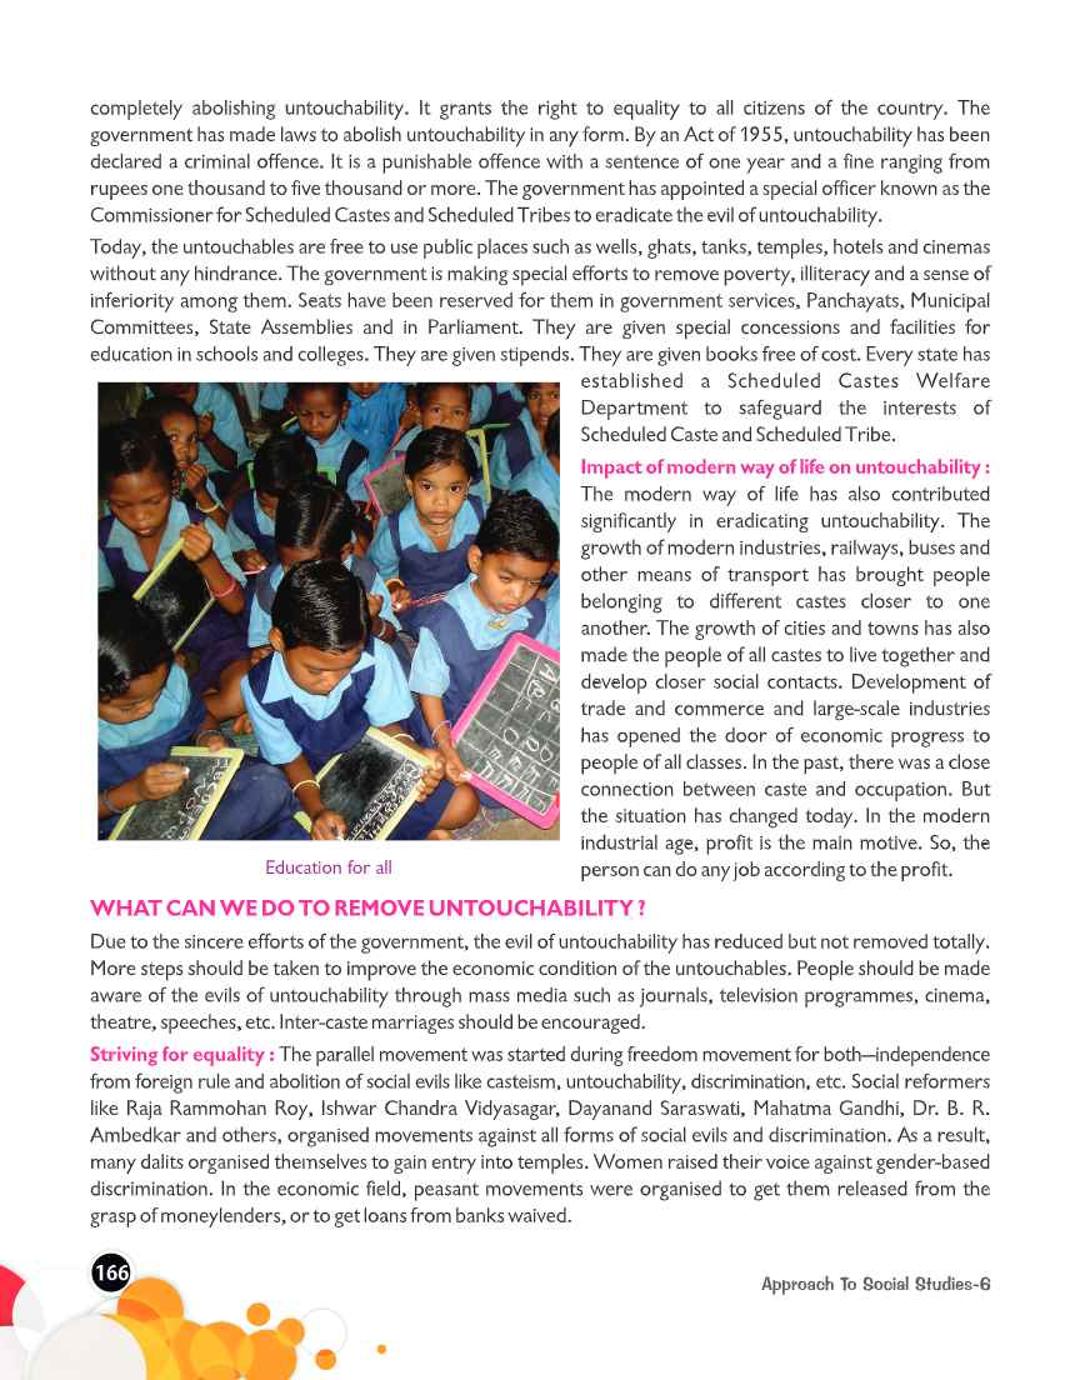 completely abolishing untouchability. It grants the right to equality to all citizens of the country. The
government has made laws to abolish untouchability in any form. By an Act of 1955, untouchability has been
declared a criminal offence. It is a punishable offence with a sentence of one year and a fine ranging from
rupees one thousand to five thousand or more. The government has appointed a special officer known as the
Commissioner for Scheduled Castes and Scheduled Tribes to eradicate the evil of untouchability.
Today, the untouchables are free to use public places such as wells, ghats, tanks, temples, hotels and cinemas
without any hindrance. The government is making special efforts to remove poverty, illiteracy and a sense of
inferiority among them. Seats have been reserved for them in government services, Panchayats, Municipal
Committees, State Assemblies and in Parliament. They are given special concessions and facilities for
education in schools and colleges. They are given stipends. They are given books free of cost. Every state has
established a Scheduled Castes Welfare
Department to safeguard the interests of
Scheduled Caste and Scheduled Tribe.
Impact of modern way of life on untouchability :
The modern way of life has also contributed
significantly in eradicating untouchability. The
growth of modern industries, railways, buses and
other means of transport has brought people
belonging to different castes closer to one
another. The growth of cities and towns has also
made the people of all castes to live together and
develop closer social contacts. Development of
trade and commerce and large-scale industries
has opened the door of economic progress to
people of all classes. In the past, there was a close
connection between caste and occupation. But
the situation has changed today. In the modern
industrial age, profit is the main motive. So, the
person can do any job according to the profit.
Education for all
WHAT CAN WE DO TO REMOVE UNTOUCHABILITY ?
Due to the sincere efforts of the government, the evil of untouchability has reduced but not removed totally.
More steps should be taken to improve the economic condition of the untouchables. People should be made
aware of the evils of untouchability through mass media such as journals, television programmes, cinema,
theatre, speeches, etc. Inter-caste marriages should be encouraged.
Striving for equality : The parallel movement was started during freedom movement for both—independence
from foreign rule and abolition of social evils like casteism, untouchability, discrimination, etc. Social reformers
like Raja Rammohan Roy, Ishwar Chandra Vidyasagar, Dayanand Saraswati, Mahatma Gandhi, Dr. B. R.
Ambedkar and others, organised movements against all forms of social evils and discrimination. As a result,
many dalits organised themselves to gain entry into temples. Women raised their voice against gender-based
discrimination. In the economic field, peasant movements were organised to get them released from the
grasp of moneylenders, or to get loans from banks waived.
166
Approach To Social Studies-6